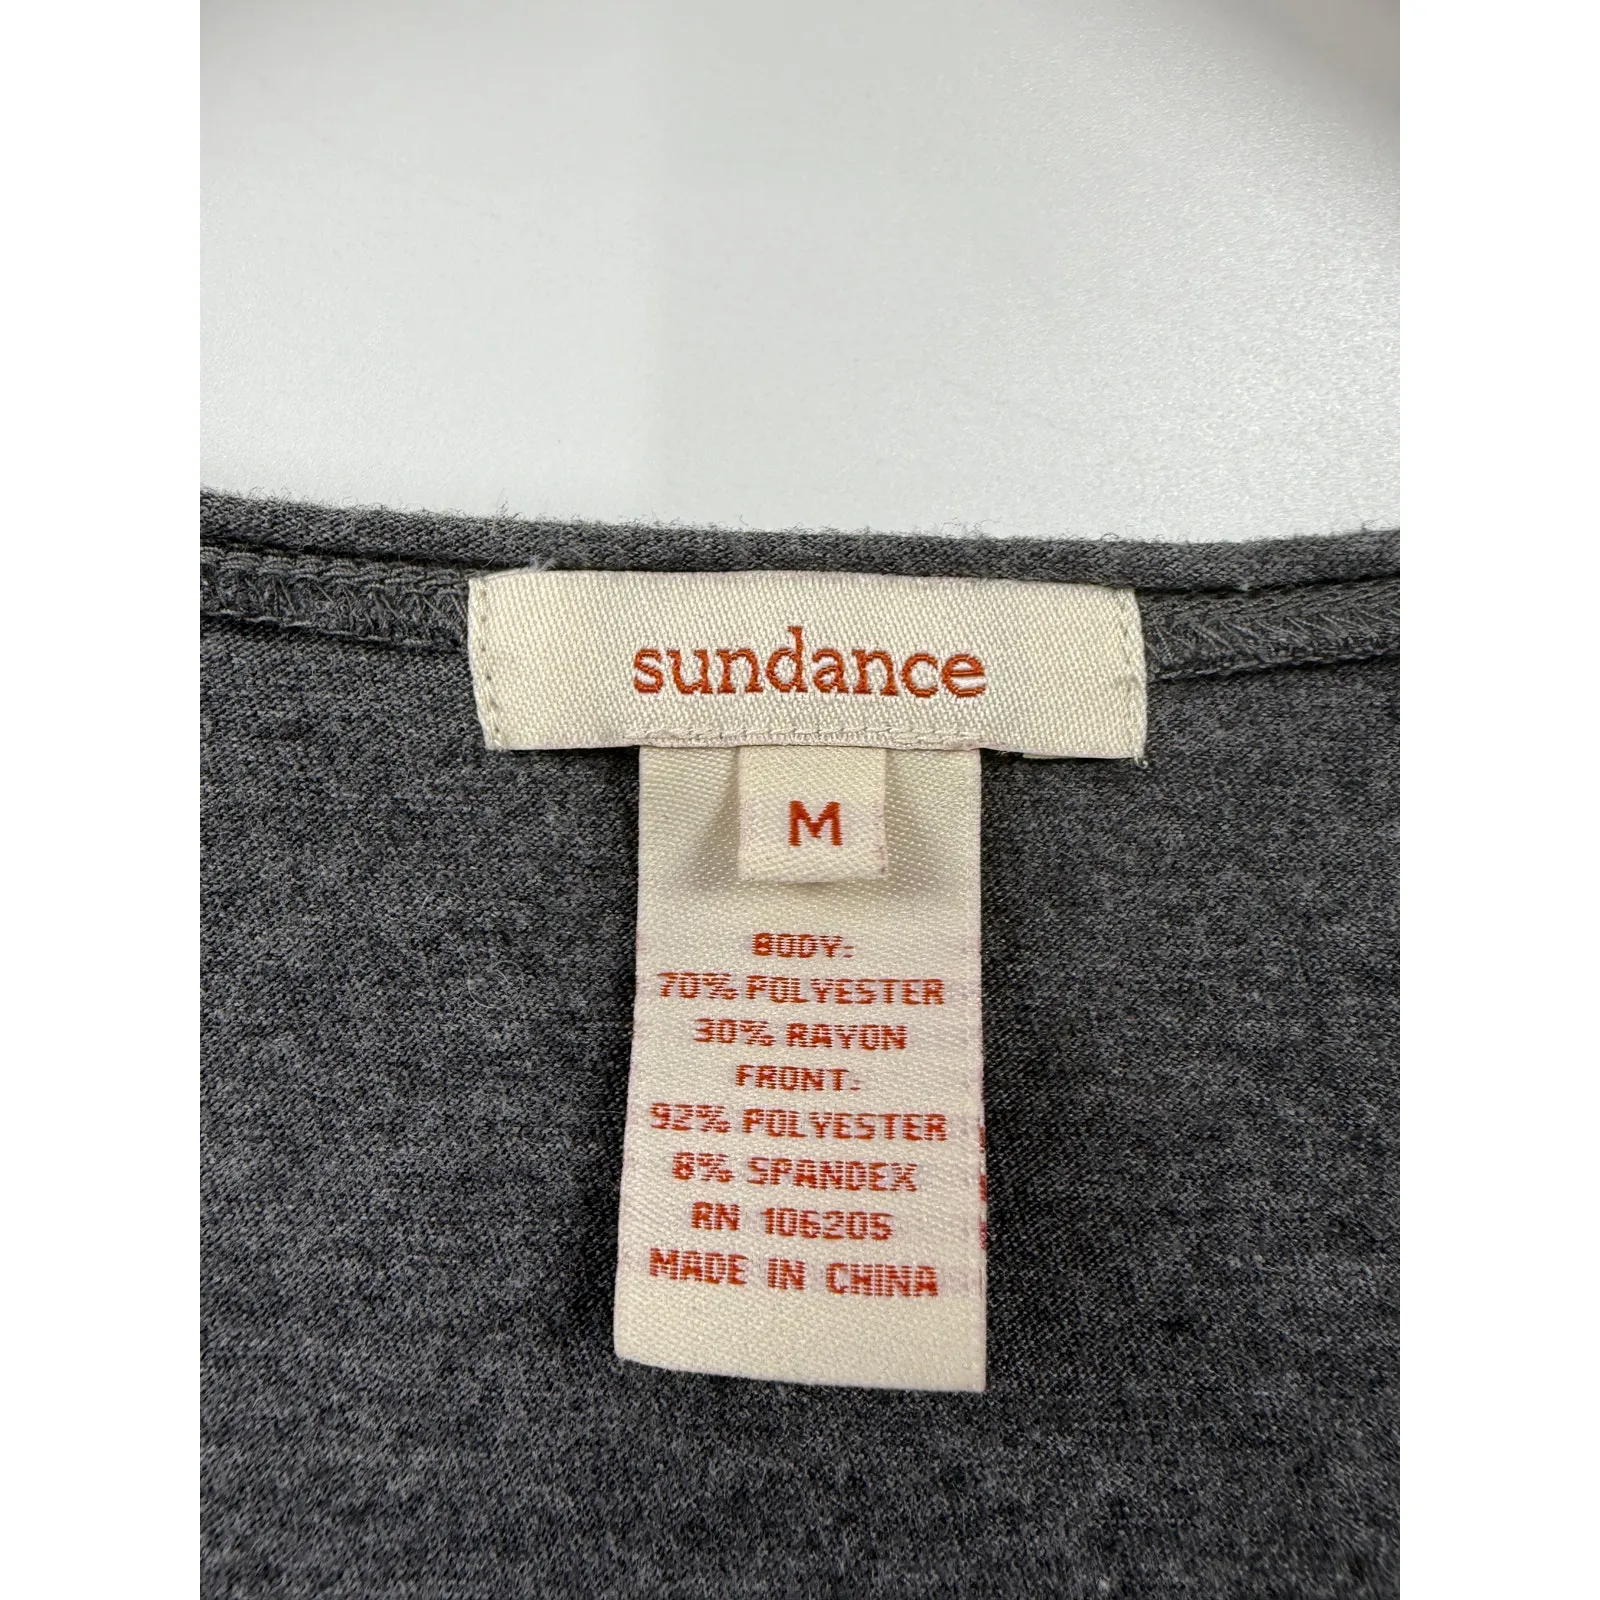 sundance
M
BODY:
70% POLYESTER
30% RAYON
FRONT:
92% POLYESTER
8% SPANDEX
RN 106205
MADE IN CHINA